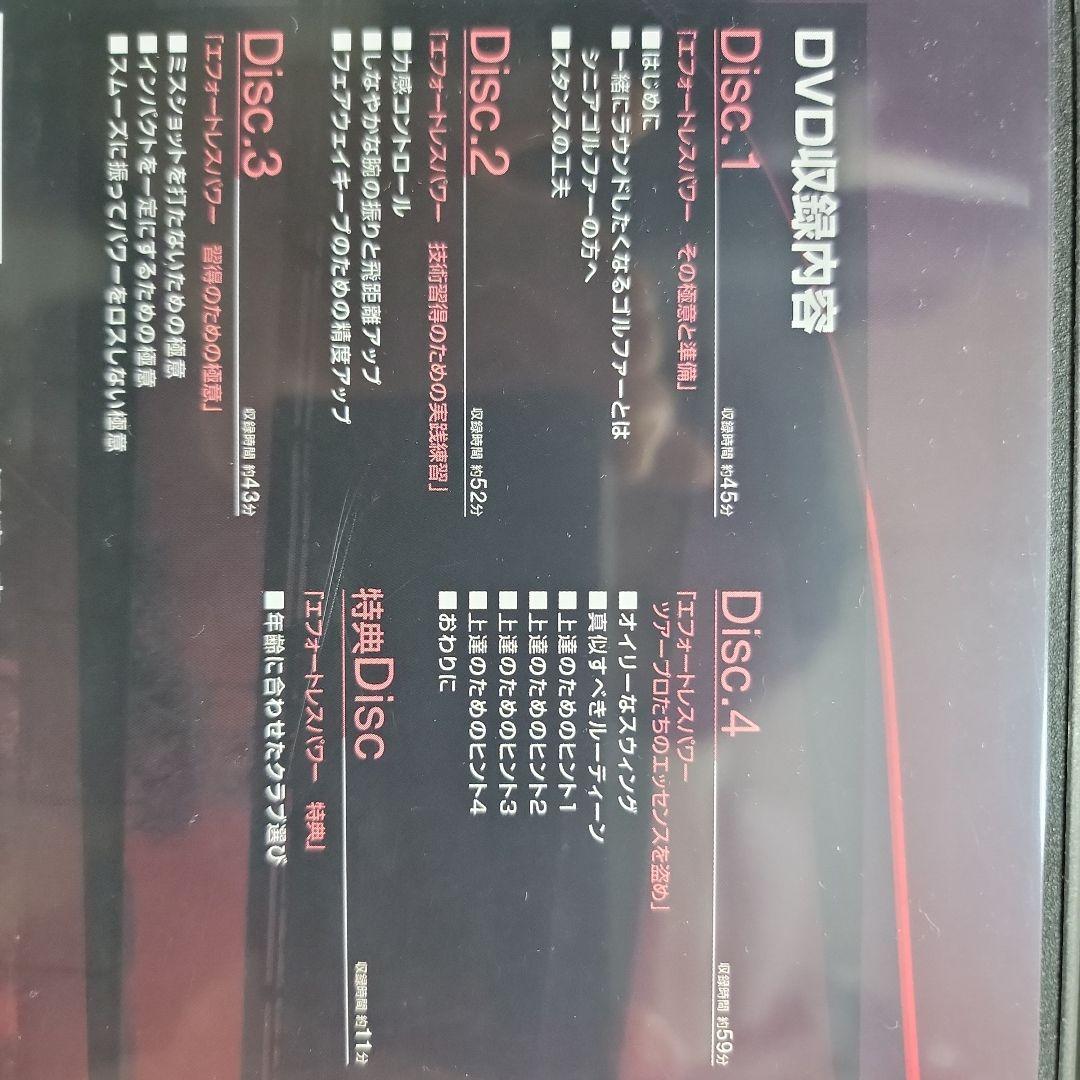 DVD収録内容
Disc.1
収録時間 約45分
「エフォートレスパワー その極意と準備」
■はじめに
■一緒にラウンドしたくなるゴルファーとは
シニアゴルファーの方へ
■スタンスの工夫
Disc.2
収録時間 約52分
「エフォートレスパワー 技術習得のための実践練習」
■力感コントロール
■しなやかな腕の振りと飛距離アップ
■フェアウェイキープのための精度アップ
Disc.3
収録時間 約43分
「エフォートレスパワー 習得のための極意」
■ミスショットを打たないための極意
■インパクトを一定にするための極意
■スムーズに振ってパワーをロスしない極意
Disc.4
収録時間 約59分
「エフォートレスパワー
ツアープロたちのエッセンスを盗め」
■オイリーなスウィング
■真似すべきルーティーン
■上達のためのヒント1
■上達のためのヒント2
■上達のためのヒント3
■上達のためのヒント4
■おわりに
特典Disc
収録時間 約11分
「エフォートレスパワー 特典」
■年齢に合わせたクラブ選び